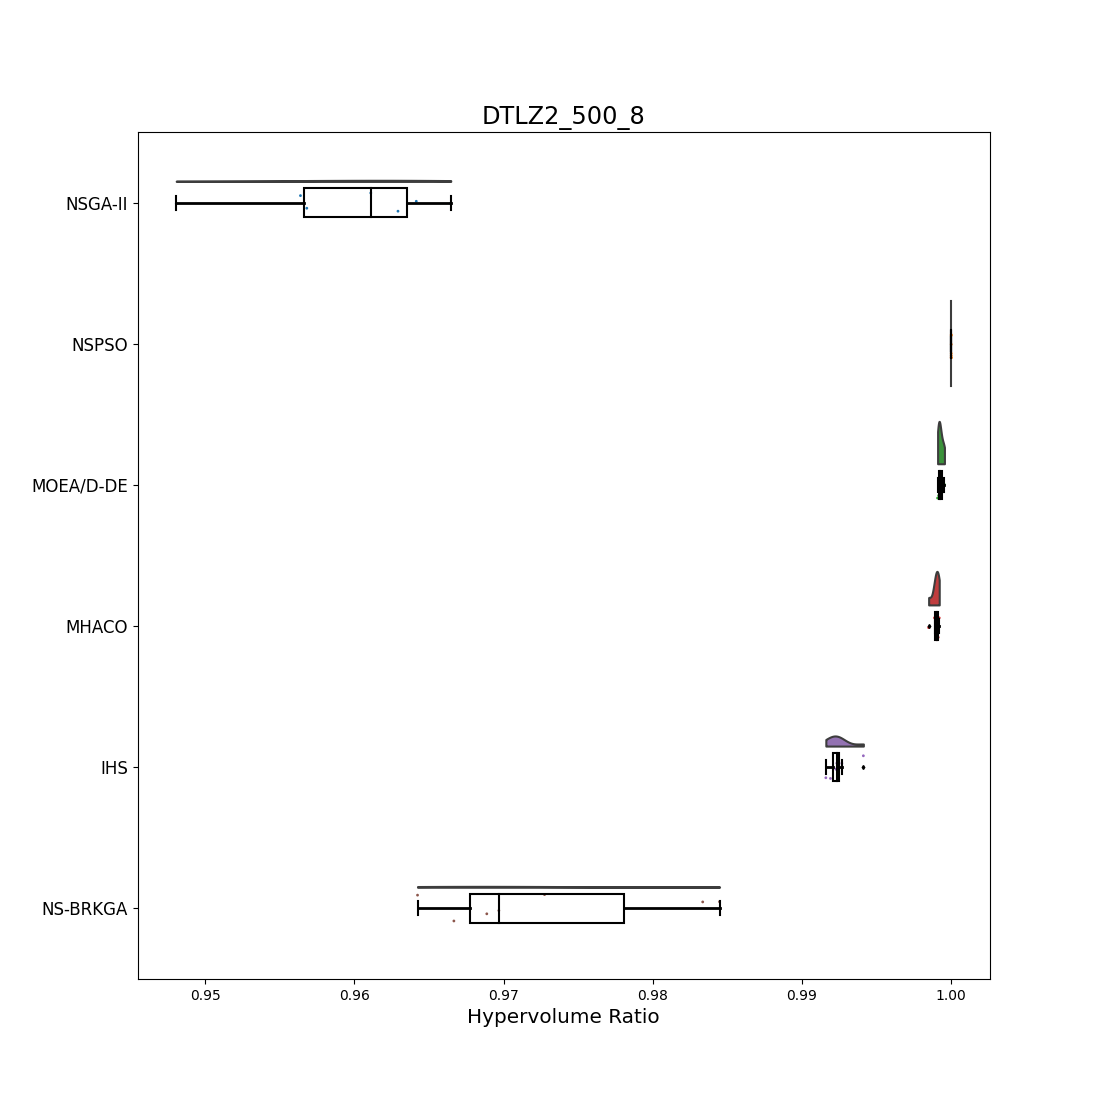 DTLZ2_500_8
NSGA-II
NSPSO
MOEA/D-DE
MHACO
IHS
NS-BRKGA
0.95 0.96 0.97 0.98 0.99 1.00
Hypervolume Ratio